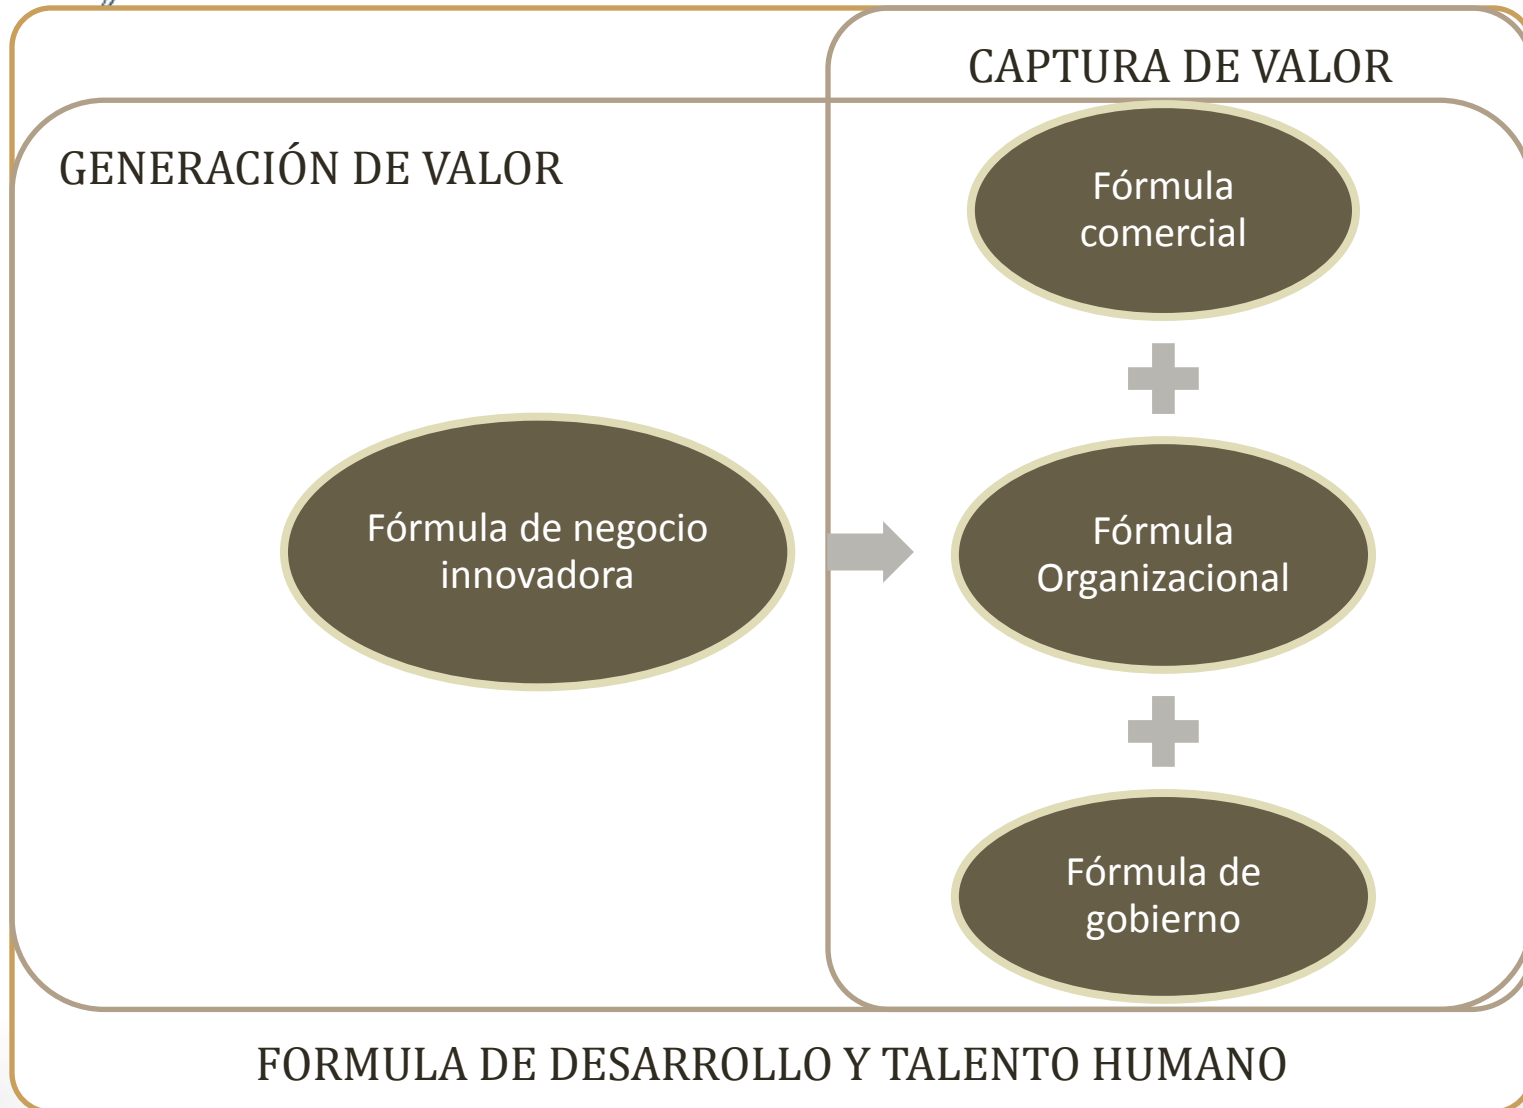 CAPTURA DE VALOR
GENERACIÓN DE VALOR
Fórmula
comercial
Fórmula de negocio
innovadora
Fórmula
Organizacional
Fórmula de
gobierno
FORMULA DE DESARROLLO Y TALENTO HUMANO